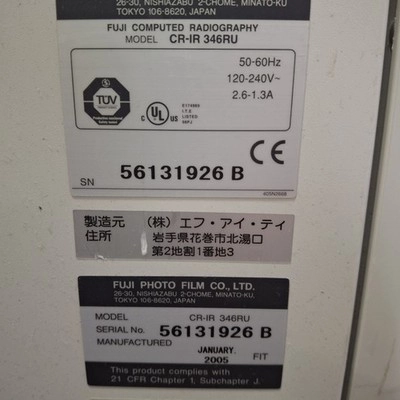 26-30, NISHIAZABU 2-CHOME, MINATO-KU
TOKYO 106-8620, JAPAN
FUJI COMPUTED RADIOGRAPHY
MODEL CR-IR 346RU
50-60Hz
120-240V~
2.6-1.3A
TÜV
C UL US
I.T.E
LISTED
CE
SN 56131926 B
製造元 (株) エフ・アイ・ティ
住所 岩手県花巻市北湯口
第2地割1番地3
FUJI PHOTO FILM CO., LTD.
26-30, NISHIAZABU 2-CHOME, MINATO-KU.
TOKYO 106-8620, JAPAN
MODEL CR-IR 346RU
SERIAL No. 56131926 B
MANUFACTURED JANUARY. 2005 FIT
This product complies with
21 CFR Chapter 1, Subchapter J.